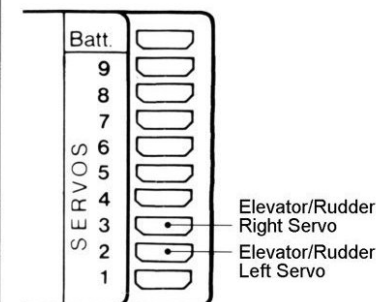 Batt.
9
8
7
6
5
4
3
2
1
SERVOS
Elevator/Rudder
Right Servo
Elevator/Rudder
Left Servo